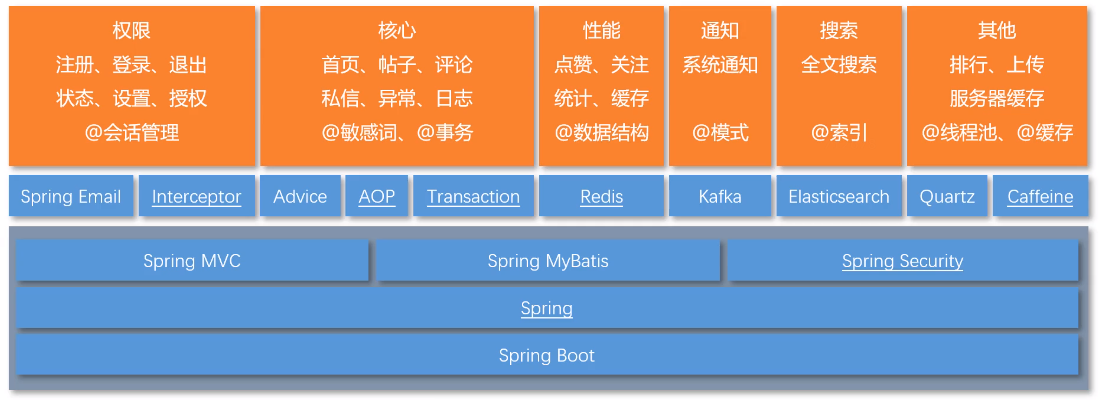 权限
注册、登录、退出
状态、设置、授权
@会话管理
核心
首页、帖子、评论
私信、异常、日志
@敏感词、@事务
性能
点赞、关注
统计、缓存
@数据结构
通知
系统通知
@模式
搜索
全文搜索
@索引
其他
排行、上传
服务器缓存
@线程池、@缓存
Spring Email
Interceptor
Advice
AOP
Transaction
Redis
Kafka
Elasticsearch
Quartz
Caffeine
Spring MVC
Spring MyBatis
Spring Security
Spring
Spring Boot